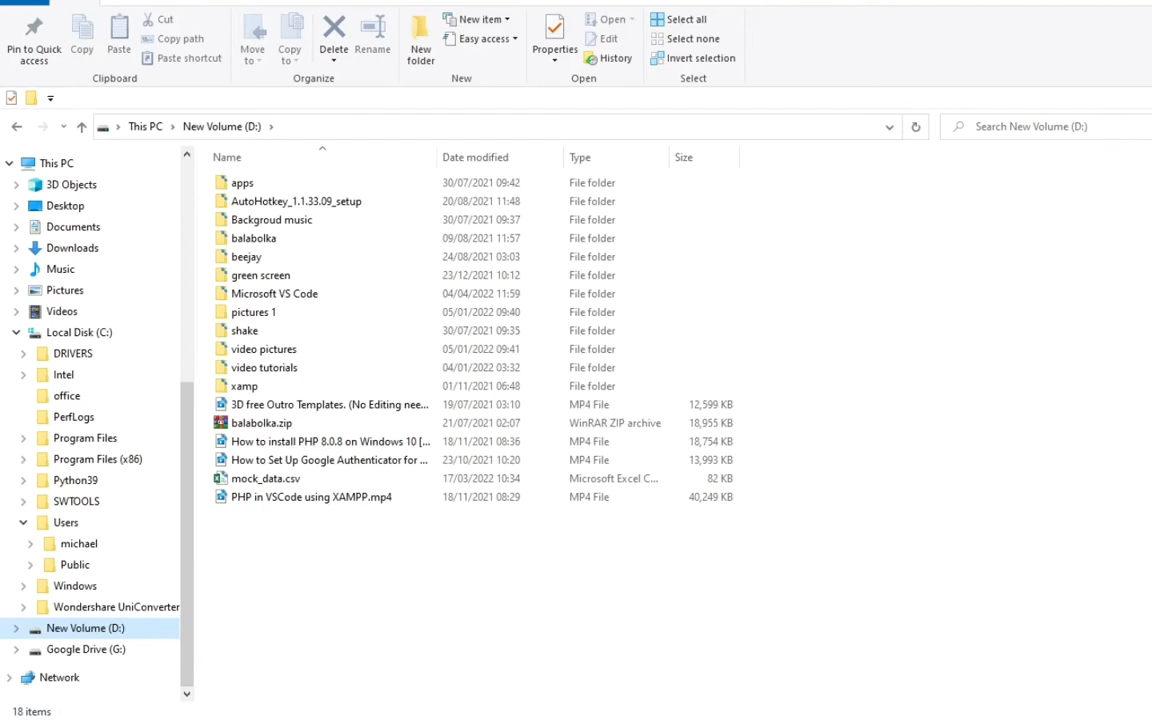 Pin to Quick access
Copy
Paste
Cut
Copy path
Paste shortcut
Clipboard
Move to
Copy to
Delete
Rename
Organize
New folder
New item
Easy access
New
Properties
Open
Edit
History
Open
Select all
Select none
Invert selection
Select
This PC > New Volume (D:) >
Search New Volume (D:)
This PC
3D Objects
Desktop
Documents
Downloads
Music
Pictures
Videos
Local Disk (C:)
DRIVERS
Intel
office
PerfLogs
Program Files
Program Files (x86)
Python39
SWTOOLS
Users
michael
Public
Windows
Wondershare UniConverter
New Volume (D:)
Google Drive (G:)
Network
Name Date modified Type Size
apps 30/07/2021 09:42 File folder
AutoHotkey_1.1.33.09_setup 20/08/2021 11:48 File folder
Backgroud music 30/07/2021 09:37 File folder
balabolka 09/08/2021 11:57 File folder
beejay 24/08/2021 03:03 File folder
green screen 23/12/2021 10:12 File folder
Microsoft VS Code 04/04/2022 11:59 File folder
pictures 1 05/01/2022 09:40 File folder
shake 30/07/2021 09:35 File folder
video pictures 05/01/2022 09:41 File folder
video tutorials 04/01/2022 03:32 File folder
xamp 01/11/2021 06:48 File folder
3D free Outro Templates. (No Editing nee... 19/07/2021 03:10 MP4 File 12,599 KB
balabolka.zip 21/07/2021 02:07 WinRAR ZIP archive 18,955 KB
How to install PHP 8.0.8 on Windows 10 [... 18/11/2021 08:36 MP4 File 18,754 KB
How to Set Up Google Authenticator for ... 23/10/2021 10:20 MP4 File 13,993 KB
mock_data.csv 17/03/2022 10:34 Microsoft Excel C... 82 KB
PHP in VSCode using XAMPP.mp4 18/11/2021 08:29 MP4 File 40,249 KB
18 items